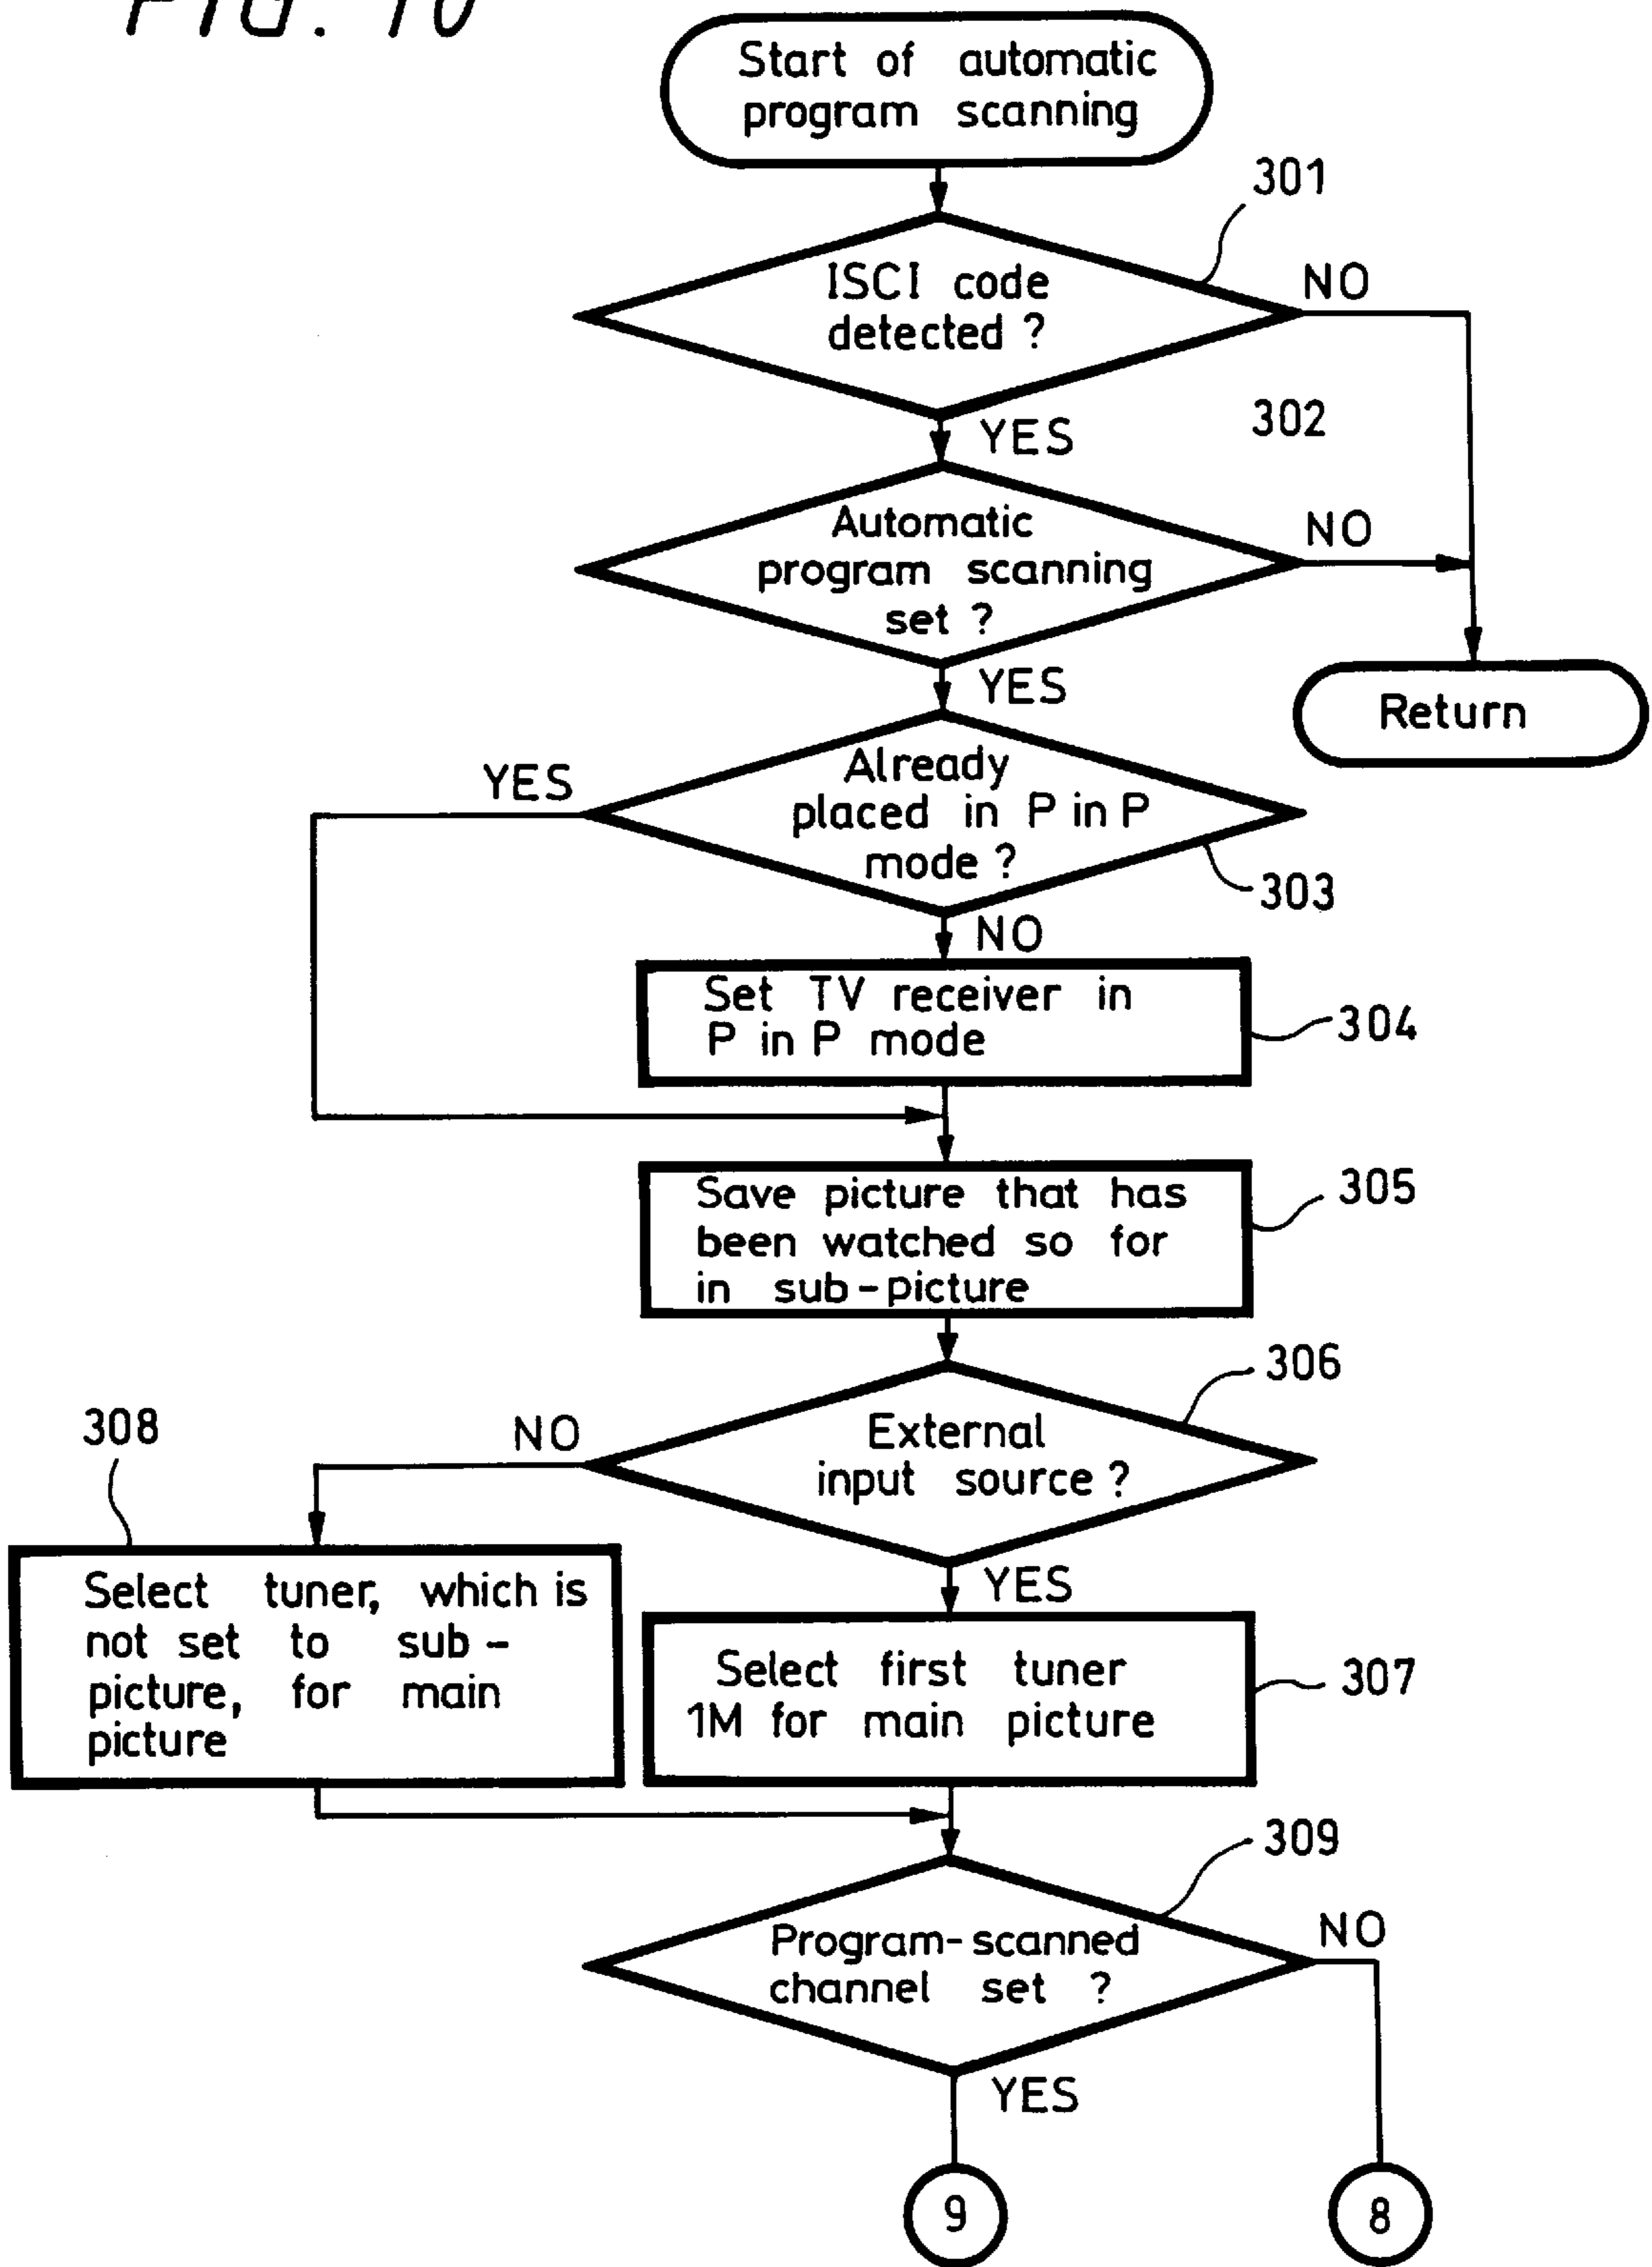 FIG. 10
Start of automatic
program scanning
301
ISCI code
detected ?
NO
YES
302
Automatic
program scanning
set ?
NO
YES
Return
Already
placed in P in P
mode ?
YES
303
NO
Set TV receiver in
P in P mode
304
Save picture that has
been watched so for
in sub-picture
305
306
External
input source ?
NO
308
YES
Select tuner, which is
not set to sub-
picture, for main
picture
Select first tuner
1M for main picture
307
309
Program-scanned
channel set ?
NO
YES
9
8